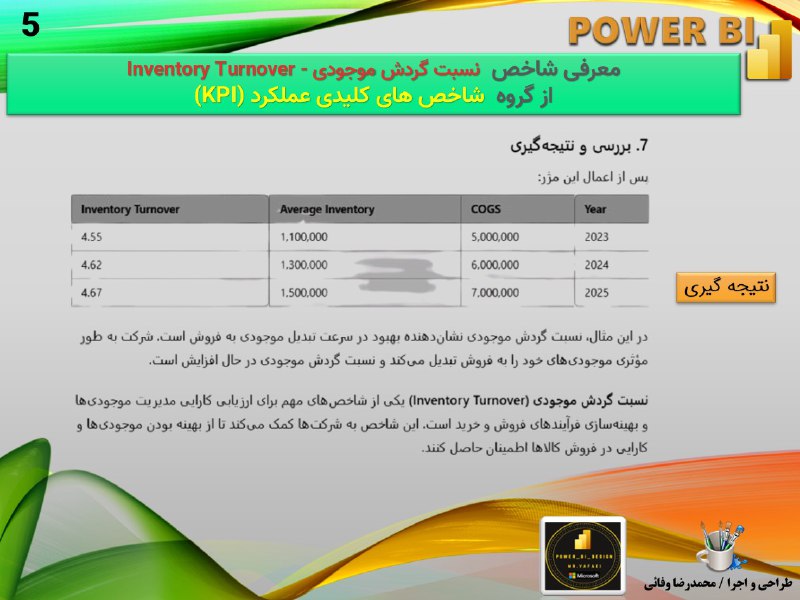 5
POWER BI
معرفی شاخص نسبت گردش موجودی - Inventory Turnover
از گروه شاخص های کلیدی عملکرد (KPI)
7. بررسی و نتیجه‌گیری
پس از اعمال این مژر:
Inventory Turnover Average Inventory COGS Year
4.55 1,100,000 5,000,000 2023
4.62 1,300,000 6,000,000 2024
4.67 1,500,000 7,000,000 2025
نتیجه گیری
در این مثال، نسبت گردش موجودی نشان‌دهنده بهبود در سرعت تبدیل موجودی به فروش است. شرکت به طور
مؤثری موجودی‌های خود را به فروش تبدیل می‌کند و نسبت گردش موجودی در حال افزایش است.
نسبت گردش موجودی (Inventory Turnover) یکی از شاخص‌های مهم برای ارزیابی کارایی مدیریت موجودی‌ها
و بهینه‌سازی فرآیندهای فروش و خرید است. این شاخص به شرکت‌ها کمک می‌کند تا از بهینه بودن موجودی‌ها و
کارایی در فروش کالاها اطمینان حاصل کنند.
POWER_BI_DESIGN
MR.VAFAEI
Microsoft
طراحی و اجرا / محمدرضا وفائی